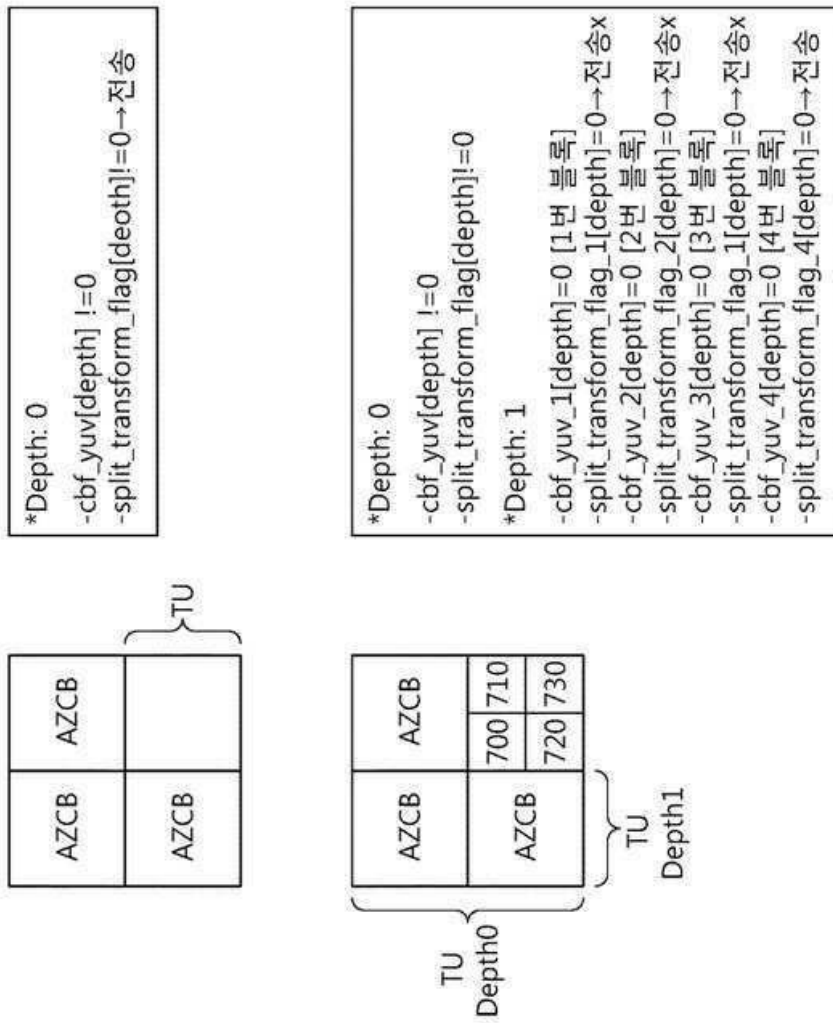 AZCB
AZCB
AZCB
TU
*Depth: 0
-cbf_yuv[depth] !=0
-split_transform_flag[deoth]!=0→전송
TU
Depth0
AZCB
AZCB
AZCB
700
710
720
730
TU
Depth1
*Depth: 0
-cbf_yuv[depth] !=0
-split_transform_flag[depth]!=0
*Depth: 1
-cbf_yuv_1[depth]=0 [1번 블록]
-split_transform_flag_1[depth]=0→전송x
-cbf_yuv_2[depth]=0 [2번 블록]
-split_transform_flag_2[depth]=0→전송x
-cbf_yuv_3[depth]=0 [3번 블록]
-split_transform_flag_1[depth]=0→전송x
-cbf_yuv_4[depth]=0 [4번 블록]
-split_transform_flag_4[depth]=0→전송